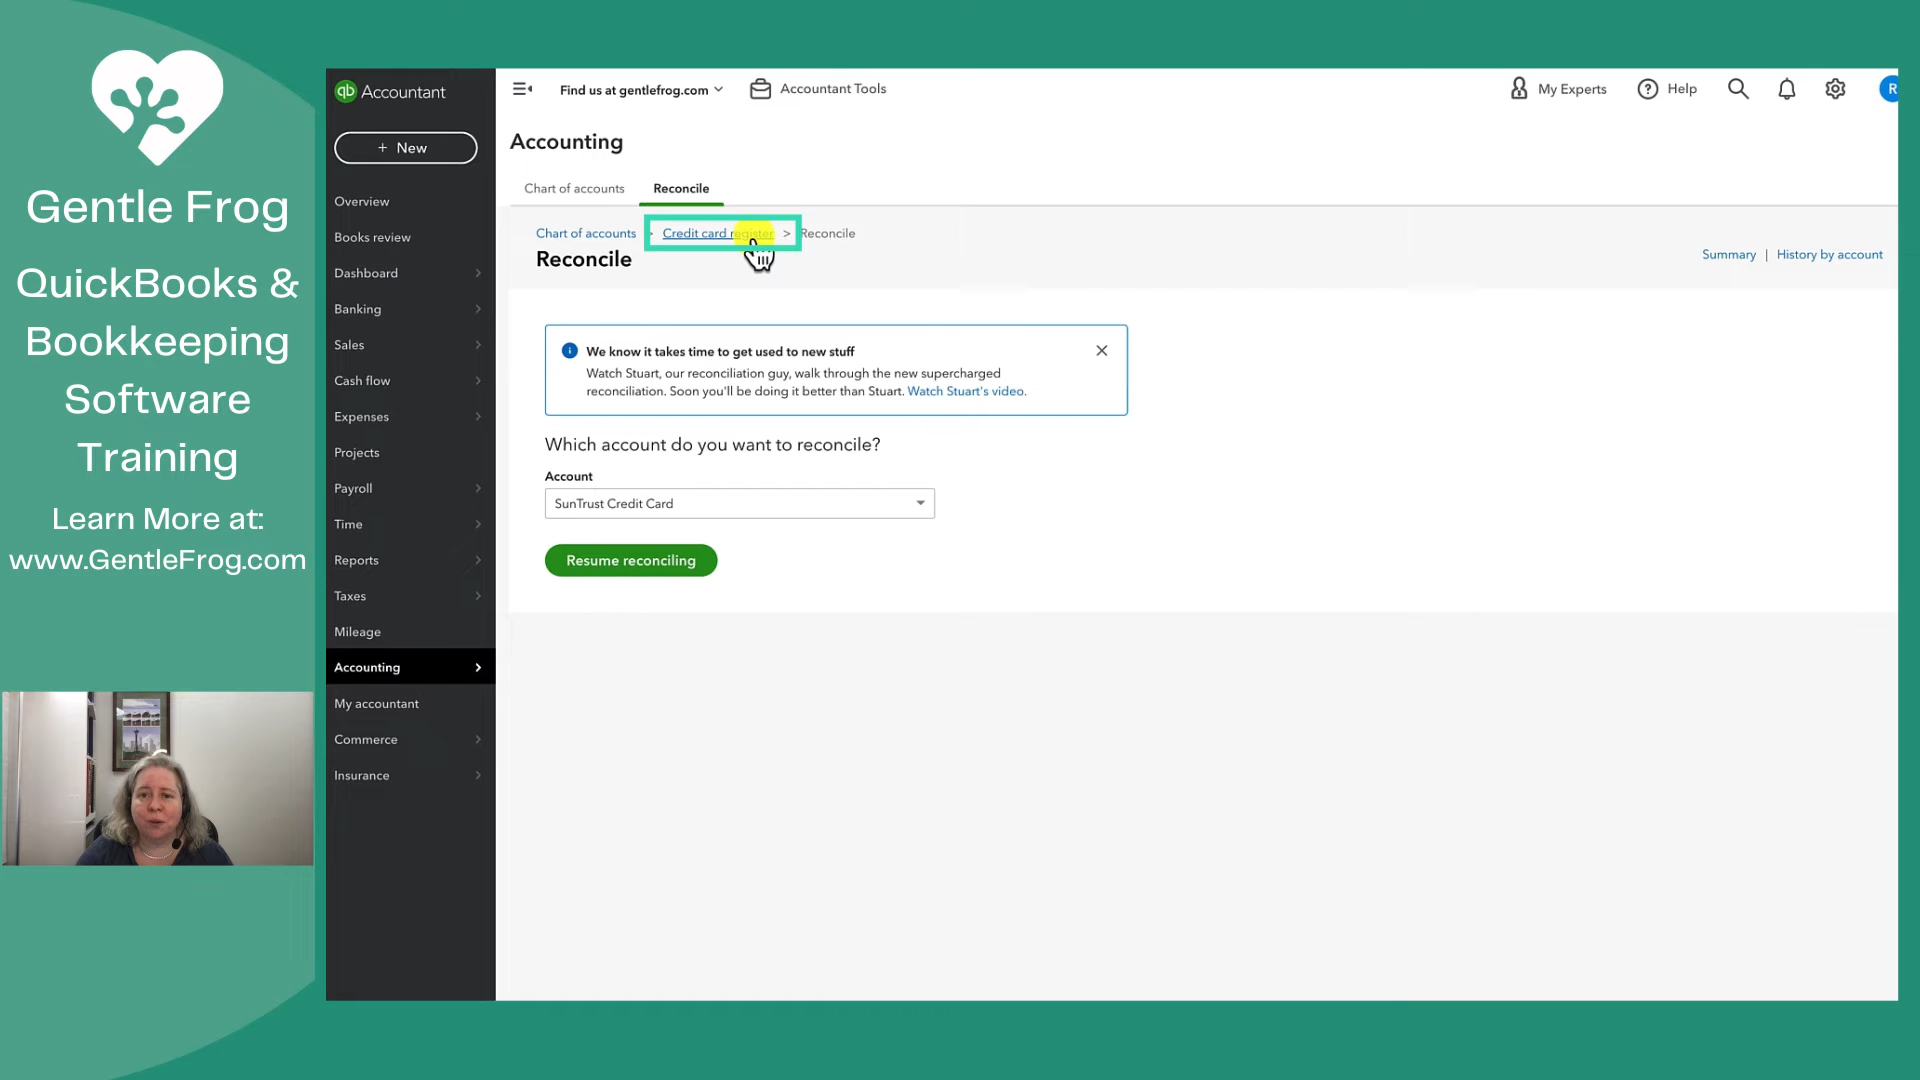 Gentle Frog
QuickBooks &
Bookkeeping
Software
Training
Learn More at:
www.GentleFrog.com
qb Accountant
+ New
Overview
Books review
Dashboard
Banking
Sales
Cash flow
Expenses
Projects
Payroll
Time
Reports
Taxes
Mileage
Accounting
My accountant
Commerce
Insurance
Find us at gentlefrog.com
Accountant Tools
My Experts
Help
R
Accounting
Chart of accounts
Reconcile
Chart of accounts > Credit card register > Reconcile
Reconcile
Summary | History by account
We know it takes time to get used to new stuff
Watch Stuart, our reconciliation guy, walk through the new supercharged
reconciliation. Soon you'll be doing it better than Stuart. Watch Stuart's video.
Which account do you want to reconcile?
Account
SunTrust Credit Card
Resume reconciling